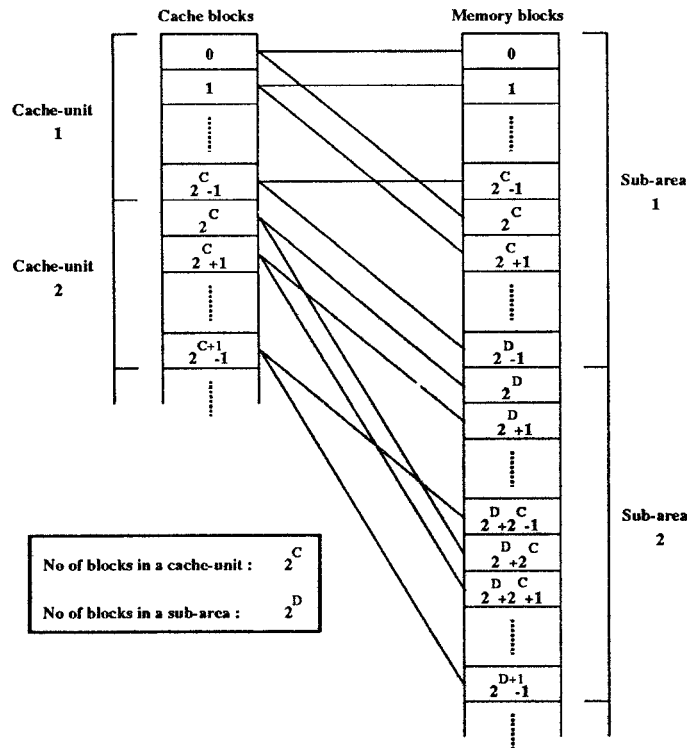 Cache blocks
Memory blocks
Cache-unit
1
0
1
2^C-1
2^C
2^C+1
2^{C+1}-1
Cache-unit
2
0
1
2^C-1
2^C
2^C+1
2^D-1
2^D
2^D+1
2^D+2^C-1
2^D+2^C
2^D+2^C+1
2^{D+1}-1
Sub-area
1
Sub-area
2
No of blocks in a cache-unit : 2^C
No of blocks in a sub-area : 2^D